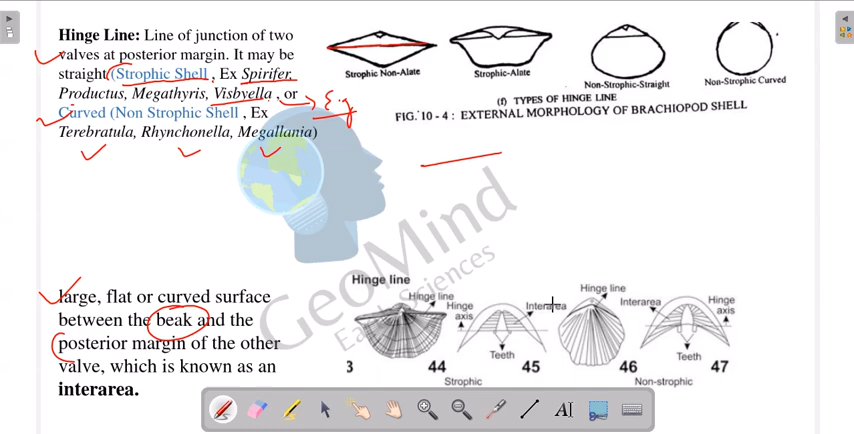 Hinge Line: Line of junction of two
valves at posterior margin. It may be
straight (Strophic Shell , Ex Spirifer,
Productus, Megathyris, Visbyella , or
Curved (Non Strophic Shell , Ex
Terebratula, Rhynchonella, Megallania)
E.g
Strophic Non-Alate
Strophic-Alate
Non-Strophic-Straight
Non-Strophic Curved
(f) TYPES OF HINGE LINE
FIG. 10 - 4 : EXTERNAL MORPHOLOGY OF BRACHIOPOD SHELL
GeoMind
Earth Sciences
large, flat or curved surface
between the beak and the
posterior margin of the other
valve, which is known as an
interarea.
Hinge line
Hinge line
Hinge axis
Interarea
Teeth
Hinge line
Interarea
Hinge axis
Teeth
3 44 45 46 47
Strophic
Non-strophic
AI